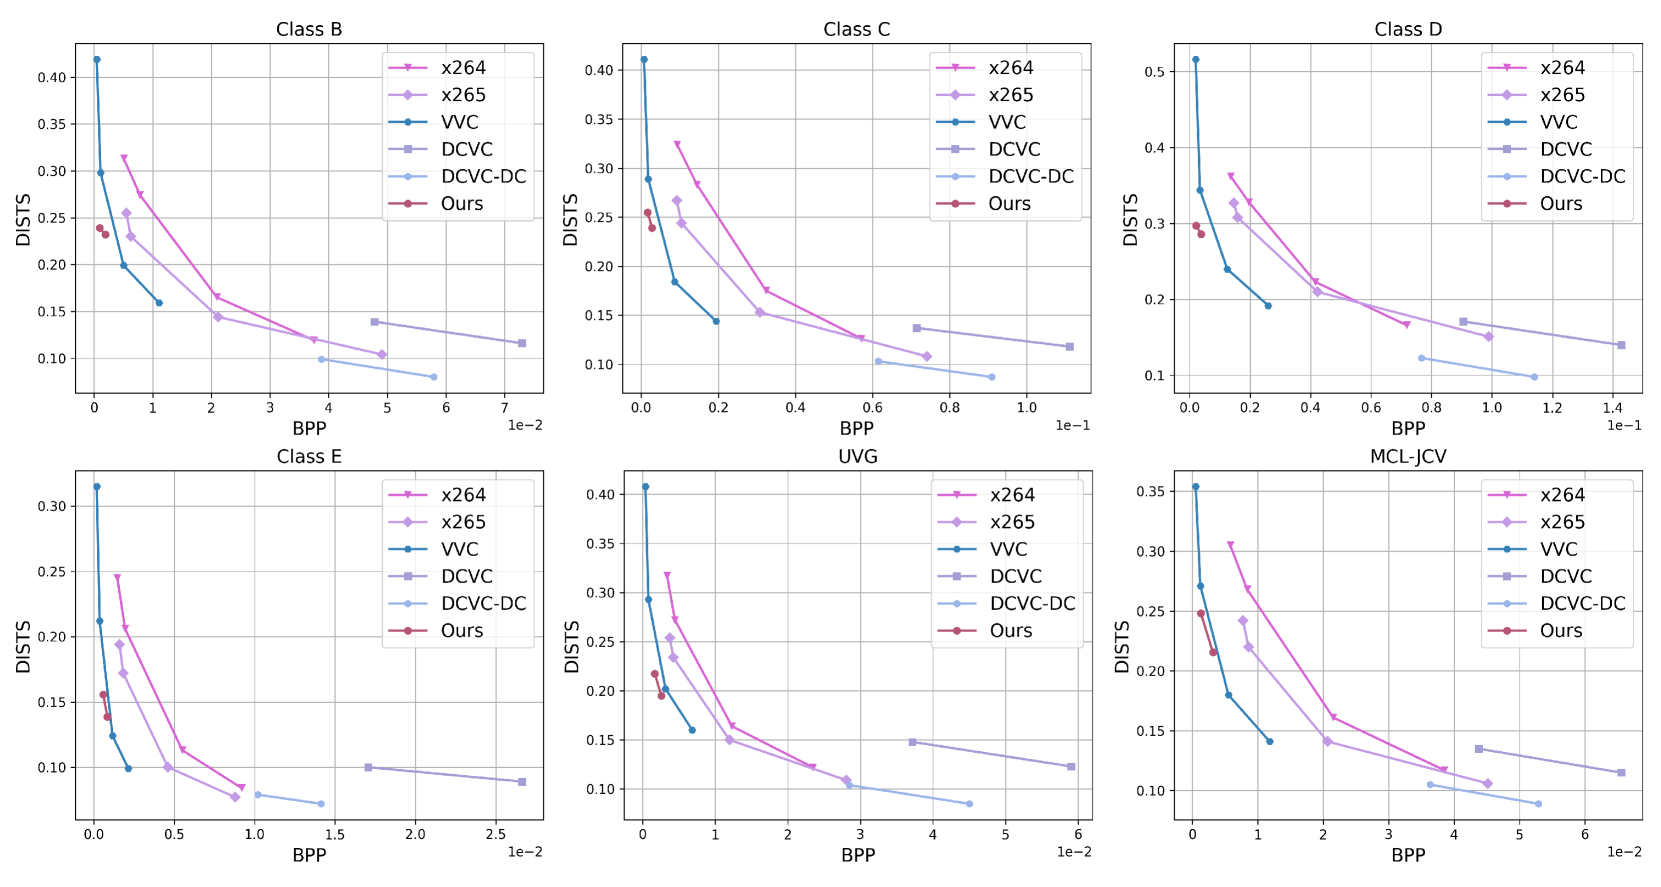 Class B
DISTS
0.40
0.35
0.30
0.25
0.20
0.15
0.10
x264
x265
VVC
DCVC
DCVC-DC
Ours
0 1 2 3 4 5 6 7
BPP
1e−2
Class C
DISTS
0.40
0.35
0.30
0.25
0.20
0.15
0.10
x264
x265
VVC
DCVC
DCVC-DC
Ours
0.0 0.2 0.4 0.6 0.8 1.0
BPP
1e−1
Class D
DISTS
0.5
0.4
0.3
0.2
0.1
x264
x265
VVC
DCVC
DCVC-DC
Ours
0.0 0.2 0.4 0.6 0.8 1.0 1.2 1.4
BPP
1e−1
Class E
DISTS
0.30
0.25
0.20
0.15
0.10
x264
x265
VVC
DCVC
DCVC-DC
Ours
0.0 0.5 1.0 1.5 2.0 2.5
BPP
1e−2
UVG
DISTS
0.40
0.35
0.30
0.25
0.20
0.15
0.10
x264
x265
VVC
DCVC
DCVC-DC
Ours
0 1 2 3 4 5 6
BPP
1e−2
MCL-JCV
DISTS
0.35
0.30
0.25
0.20
0.15
0.10
x264
x265
VVC
DCVC
DCVC-DC
Ours
0 1 2 3 4 5 6
BPP
1e−2